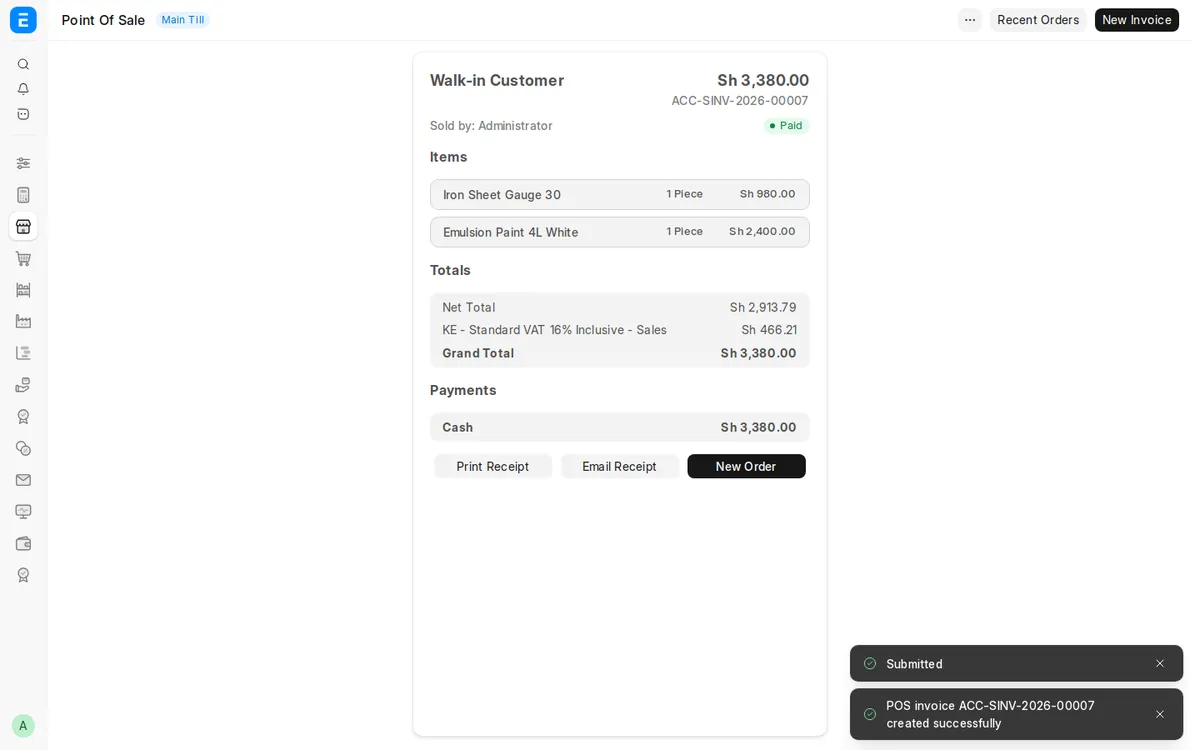 E
Point Of Sale Main Till ··· Recent Orders New Invoice
Walk-in Customer Sh 3,380.00
ACC-SINV-2026-00007
Sold by: Administrator Paid
Items
Iron Sheet Gauge 30 1 Piece Sh 980.00
Emulsion Paint 4L White 1 Piece Sh 2,400.00
Totals
Net Total Sh 2,913.79
KE - Standard VAT 16% Inclusive - Sales Sh 466.21
Grand Total Sh 3,380.00
Payments
Cash Sh 3,380.00
Print Receipt Email Receipt New Order
Submitted
POS invoice ACC-SINV-2026-00007
created successfully
A